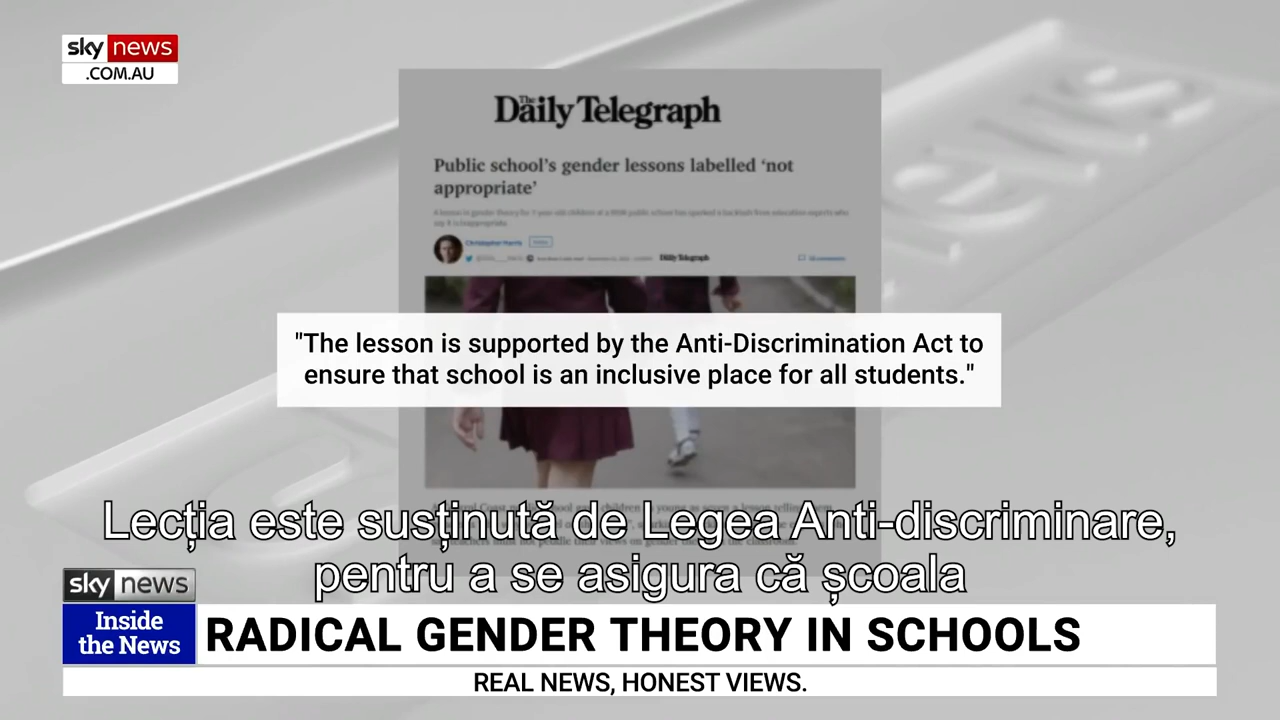 sky news
.COM.AU
The Daily Telegraph
Public school's gender lessons labelled 'not
appropriate'
Daily Telegraph
"The lesson is supported by the Anti-Discrimination Act to
ensure that school is an inclusive place for all students."
Lecția este susținută de Legea Anti-discriminare,
pentru a se asigura că școala
sky news
Inside
the News
RADICAL GENDER THEORY IN SCHOOLS
REAL NEWS, HONEST VIEWS.